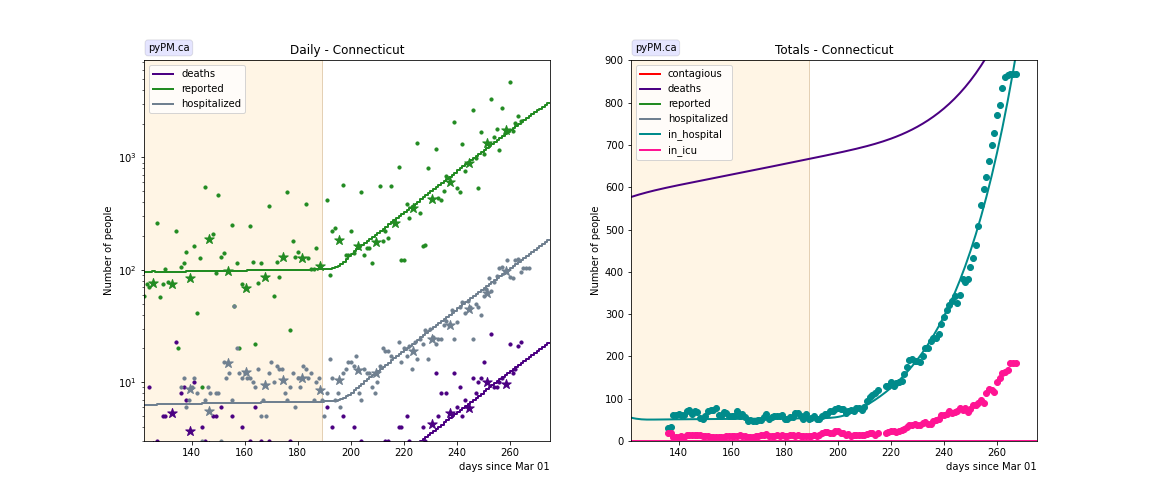 pyPM.ca
Daily - Connecticut
deaths
reported
hospitalized
Number of people
10³
10²
10¹
140 160 180 200 220 240 260
days since Mar 01
pyPM.ca
Totals - Connecticut
contagious
deaths
reported
hospitalized
in_hospital
in_icu
Number of people
900
800
700
600
500
400
300
200
100
0
140 160 180 200 220 240 260
days since Mar 01